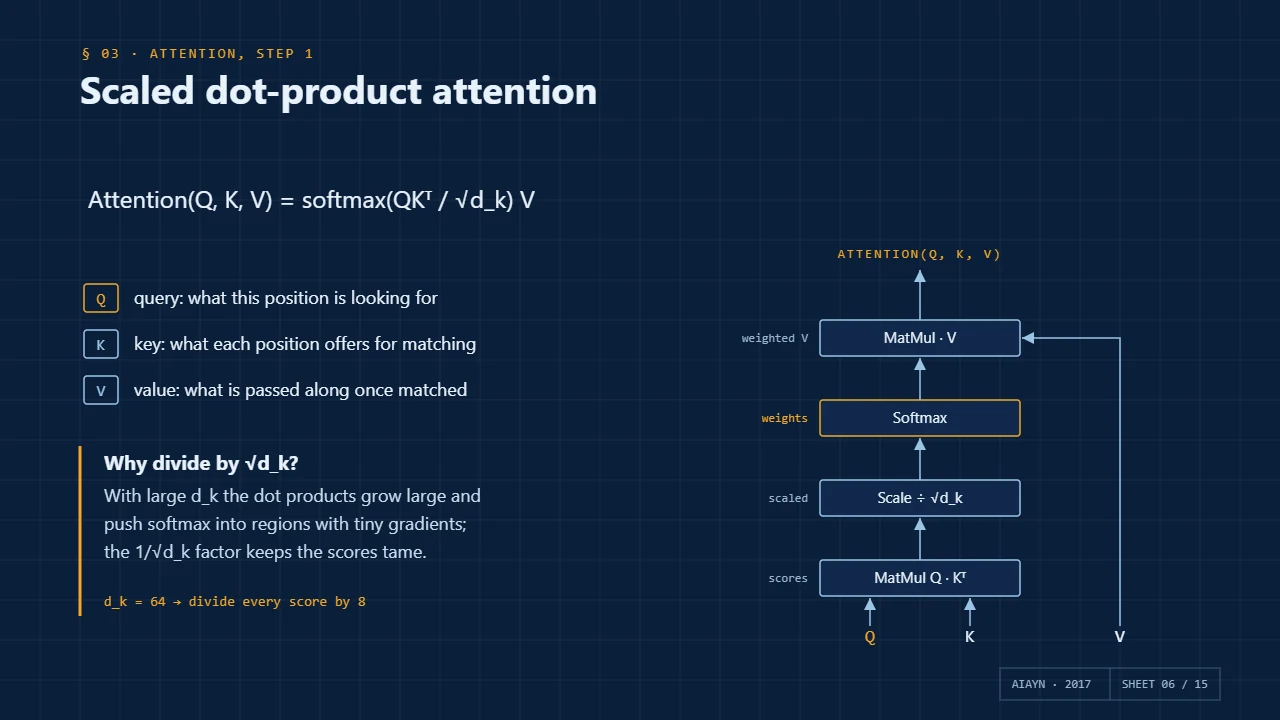 § 03 · ATTENTION, STEP 1
Scaled dot-product attention
Attention(Q, K, V) = softmax(QKᵀ / √d_k) V
Q query: what this position is looking for
K key: what each position offers for matching
V value: what is passed along once matched
Why divide by √d_k?
With large d_k the dot products grow large and
push softmax into regions with tiny gradients;
the 1/√d_k factor keeps the scores tame.
d_k = 64 → divide every score by 8
ATTENTION(Q, K, V)
weighted V MatMul · V
weights Softmax
scaled Scale ÷ √d_k
scores MatMul Q · Kᵀ
Q K V
AIAYN · 2017 SHEET 06 / 15